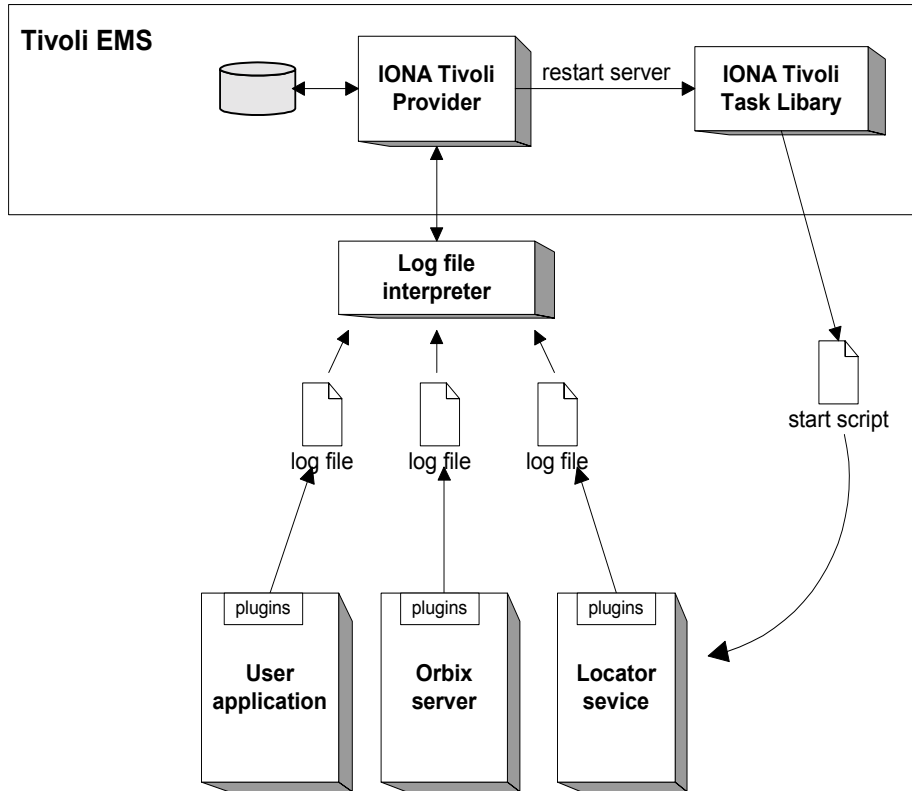 Tivoli EMS
IONA Tivoli
Provider
restart server
IONA Tivoli
Task Libary
Log file
interpreter
log file
log file
log file
start script
plugins
plugins
plugins
User
application
Orbix
server
Locator
sevice